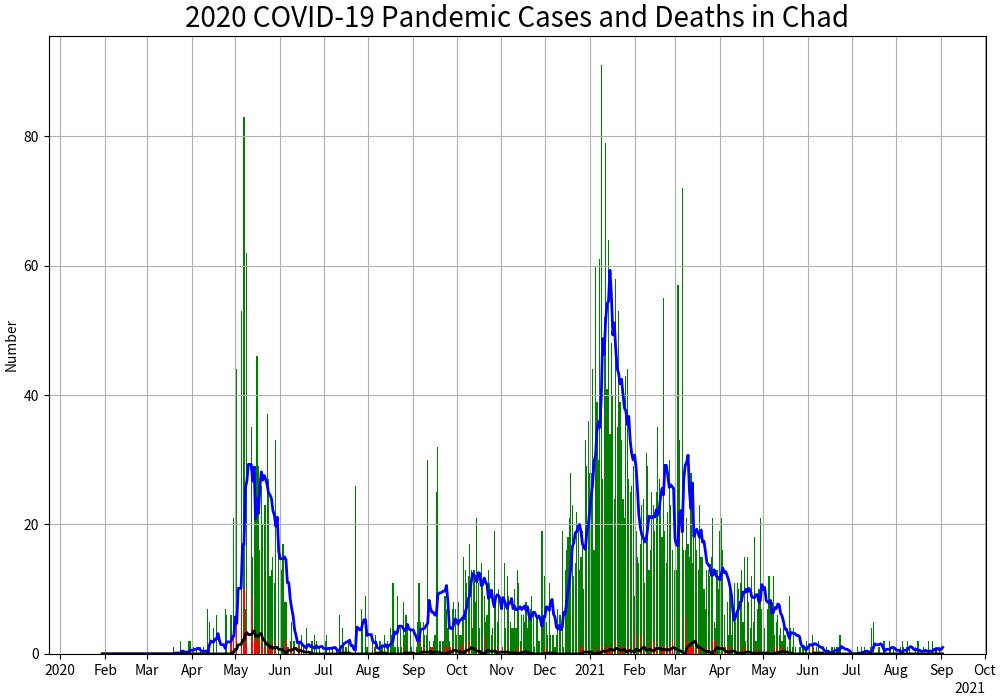 2020 COVID-19 Pandemic Cases and Deaths in Chad
Number
80
60
40
20
0
2020 Feb Mar Apr May Jun Jul Aug Sep Oct Nov Dec 2021 Feb Mar Apr May Jun Jul Aug Sep Oct
2021